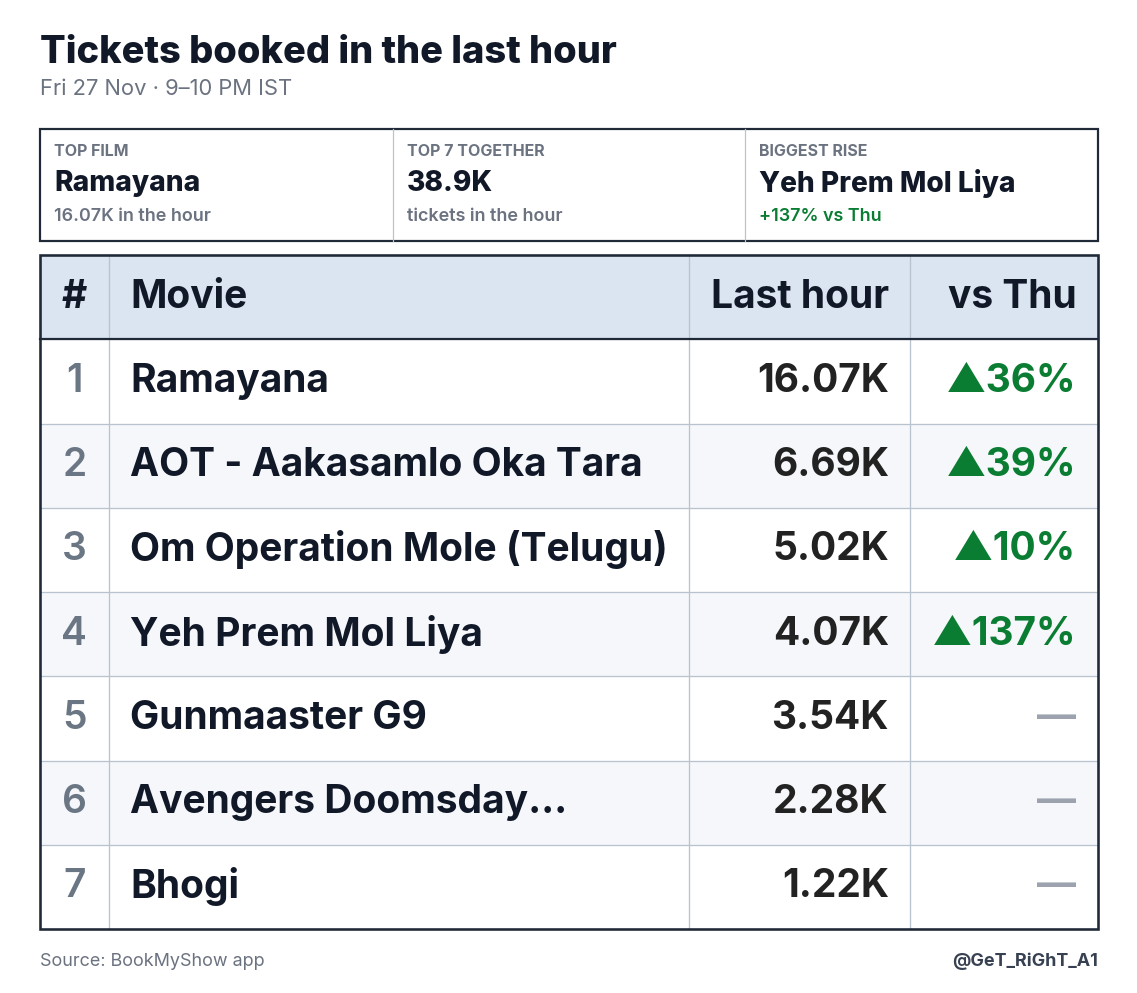 Tickets booked in the last hour
Fri 27 Nov · 9–10 PM IST
TOP FILM
Ramayana
16.07K in the hour
TOP 7 TOGETHER
38.9K
tickets in the hour
BIGGEST RISE
Yeh Prem Mol Liya
+137% vs Thu
# Movie Last hour vs Thu
1 Ramayana 16.07K ▲36%
2 AOT - Aakasamlo Oka Tara 6.69K ▲39%
3 Om Operation Mole (Telugu) 5.02K ▲10%
4 Yeh Prem Mol Liya 4.07K ▲137%
5 Gunmaaster G9 3.54K —
6 Avengers Doomsday... 2.28K —
7 Bhogi 1.22K —
Source: BookMyShow app
@GeT_RiGhT_A1